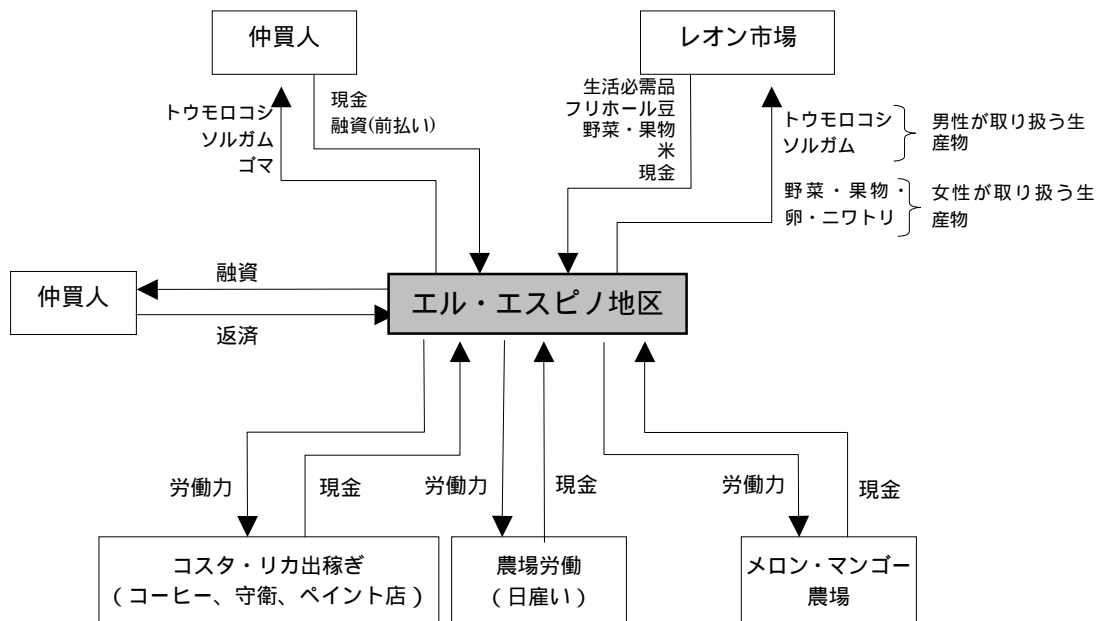 仲買人
レオン市場
現金
融資(前払い)
トウモロコシ
ソルガム
ゴマ
生活必需品
フリホール豆
野菜・果物
米
現金
トウモロコシ
ソルガム
男性が取り扱う生
産物
野菜・果物・
卵・ニワトリ
女性が取り扱う生
産物
仲買人
融資
返済
エル・エスピノ地区
労働力
現金
労働力
現金
労働力
現金
コスタ・リカ出稼ぎ
(コーヒー、守衛、ペイント店)
農場労働
(日雇い)
メロン・マンゴー
農場